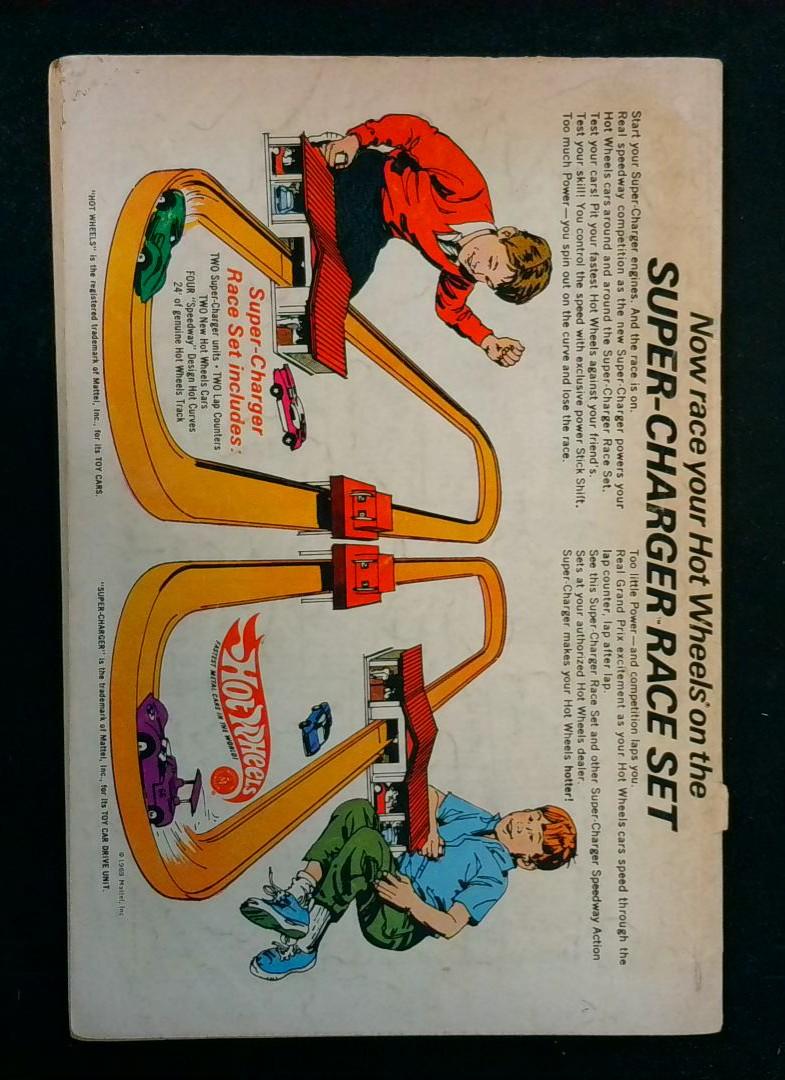 Now race your Hot Wheels® on the
SUPER-CHARGER™ RACE SET
Start your Super-Charger engines. And the race is on.
Real speedway competition as the new Super-Charger powers your
Hot Wheels cars around and around the Super-Charger Race Set.
Test your cars! Pit your fastest Hot Wheels against your friend's.
Test your skill! You control the speed with exclusive power Stick Shift.
Too much Power—you spin out on the curve and lose the race.
Too little Power—and competition laps you.
Real Grand Prix excitement as your Hot Wheels cars speed through the
lap counter, lap after lap.
See this Super-Charger Race Set and other Super-Charger Speedway Action
Sets at your authorized Hot Wheels dealer.
Super-Charger makes your Hot Wheels hotter!
Super-Charger
Race Set includes:
TWO Super-Charger units • TWO Lap Counters
TWO New Hot Wheels Cars
FOUR "Speedway" Design Hot Curves
24' of genuine Hot Wheels Track
HOT WHEELS
FASTEST METAL CARS IN THE WORLD!
"HOT WHEELS" is the registered trademark of Mattel, Inc., for its TOY CARS.
"SUPER-CHARGER" is the trademark of Mattel, Inc., for its TOY CAR DRIVE UNIT.
© 1969 Mattel, Inc